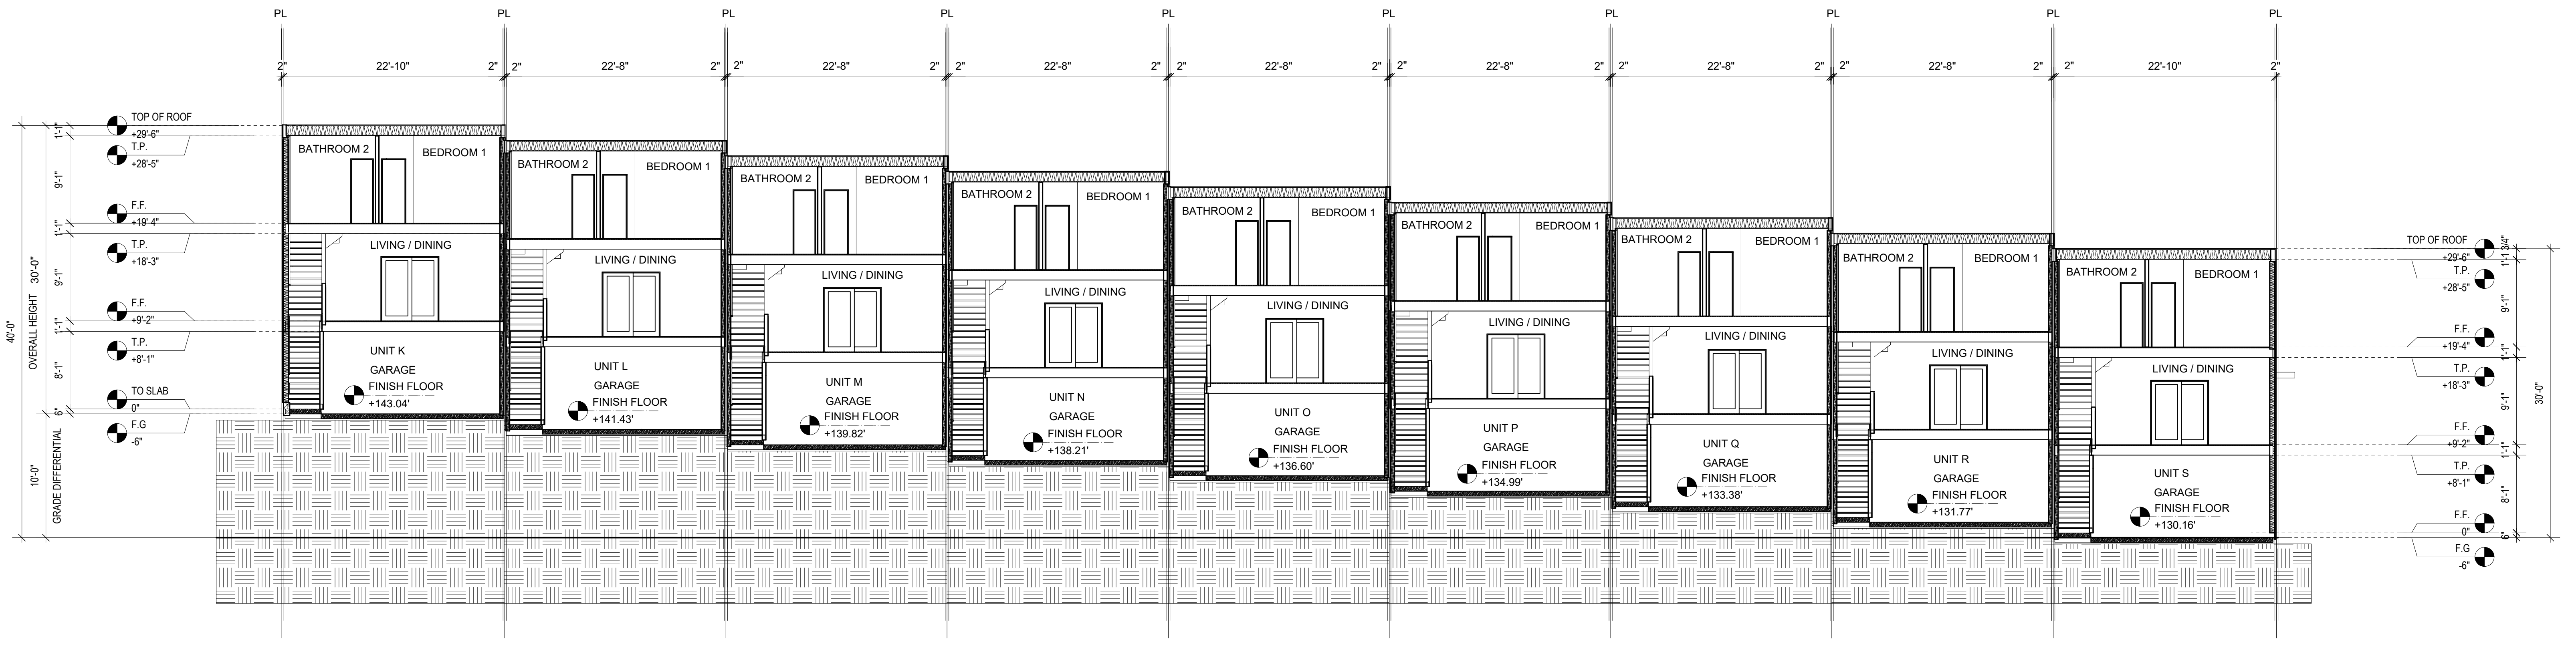 PL PL PL PL PL PL PL PL PL PL
2" 22'-10" 2" 2" 22'-8" 2" 2" 22'-8" 2" 2" 22'-8" 2" 2" 22'-8" 2" 2" 22'-8" 2" 2" 22'-8" 2" 2" 22'-8" 2" 2" 22'-10" 2"
TOP OF ROOF
+29'-6"
T.P.
+28'-5"
F.F.
+19'-4"
T.P.
+18'-3"
F.F.
+9'-2"
T.P.
+8'-1"
TO SLAB
0"
F.G
-6"
1'-1"
9'-1"
1'-1"
9'-1"
1'-1"
8'-1"
6"
OVERALL HEIGHT 30'-0"
40'-0"
GRADE DIFFERENTIAL
10'-0"
BATHROOM 2 BEDROOM 1
LIVING / DINING
UNIT K
GARAGE
FINISH FLOOR
+143.04'
BATHROOM 2 BEDROOM 1
LIVING / DINING
UNIT L
GARAGE
FINISH FLOOR
+141.43'
BATHROOM 2 BEDROOM 1
LIVING / DINING
UNIT M
GARAGE
FINISH FLOOR
+139.82'
BATHROOM 2 BEDROOM 1
LIVING / DINING
UNIT N
GARAGE
FINISH FLOOR
+138.21'
BATHROOM 2 BEDROOM 1
LIVING / DINING
UNIT O
GARAGE
FINISH FLOOR
+136.60'
BATHROOM 2 BEDROOM 1
LIVING / DINING
UNIT P
GARAGE
FINISH FLOOR
+134.99'
BATHROOM 2 BEDROOM 1
LIVING / DINING
UNIT Q
GARAGE
FINISH FLOOR
+133.38'
BATHROOM 2 BEDROOM 1
LIVING / DINING
UNIT R
GARAGE
FINISH FLOOR
+131.77'
BATHROOM 2 BEDROOM 1
LIVING / DINING
UNIT S
GARAGE
FINISH FLOOR
+130.16'
TOP OF ROOF
+29'-6"
T.P.
+28'-5"
F.F.
+19'-4"
T.P.
+18'-3"
F.F.
+9'-2"
T.P.
+8'-1"
F.F.
0"
F.G
-6"
1'-1 3/4"
9'-1"
1'-1"
9'-1"
1'-1"
8'-1"
6"
30'-0"